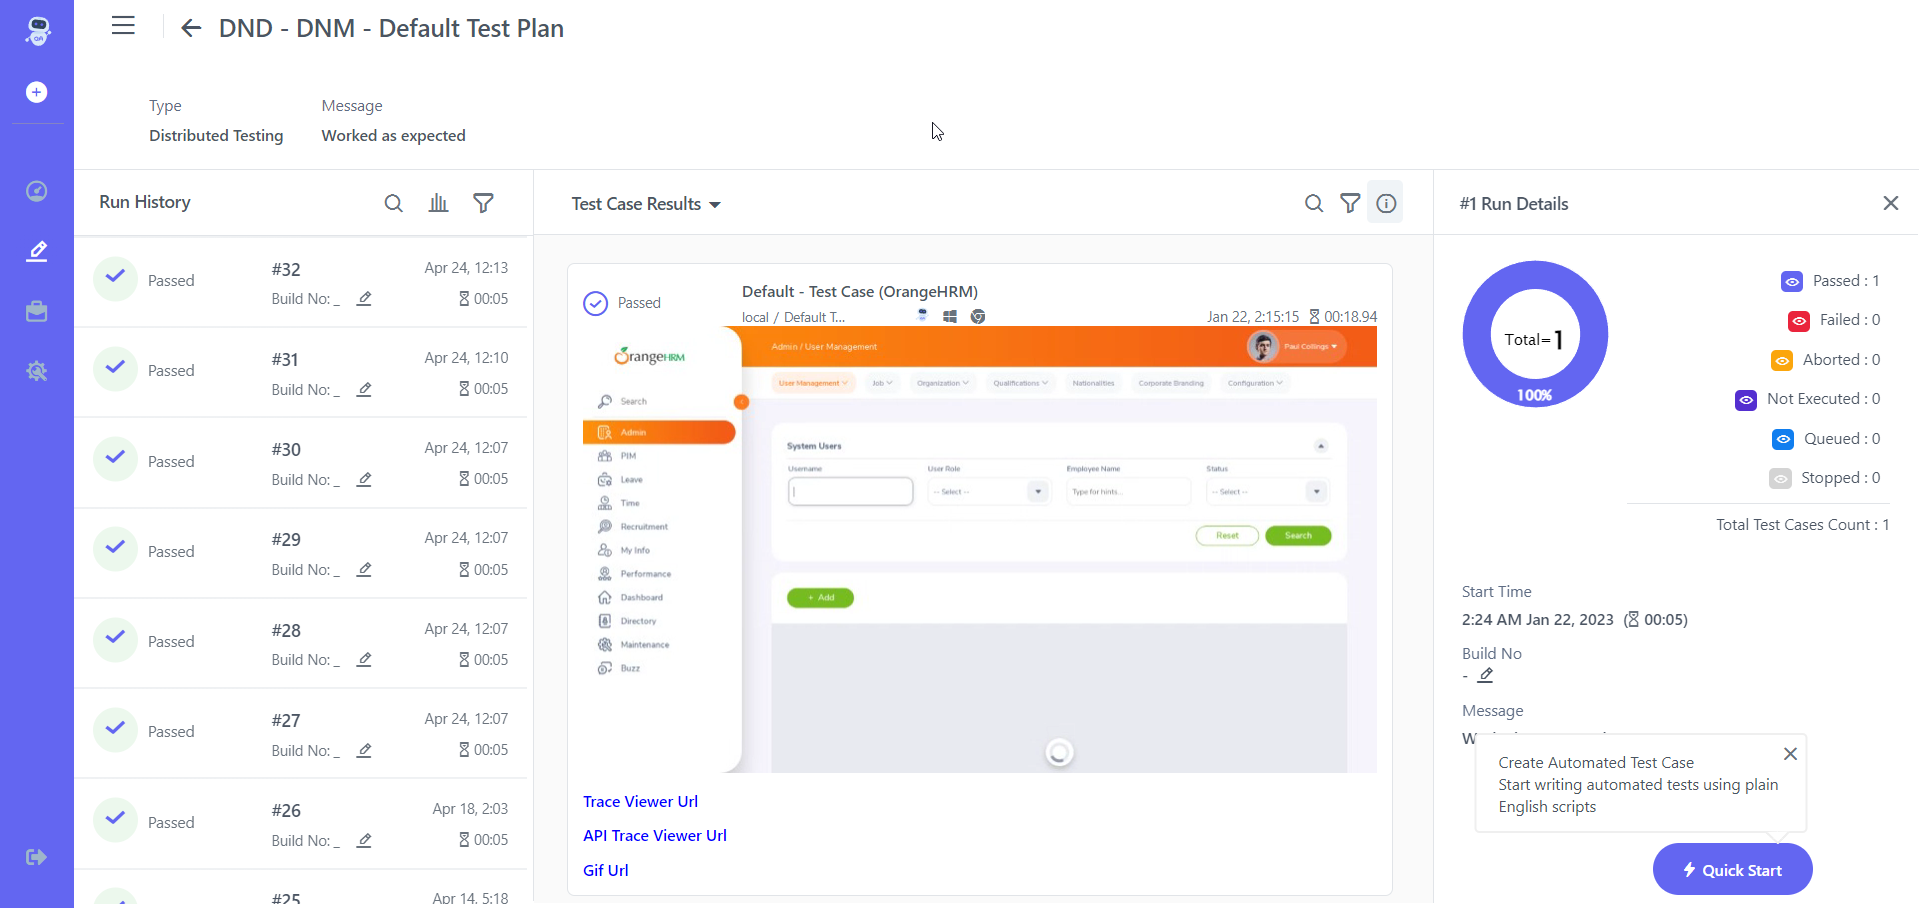 DND - DNM - Default Test Plan
Type
Message
Distributed Testing
Worked as expected
Run History
Passed
#32
Apr 24, 12:13
Build No: _
00:05
Passed
#31
Apr 24, 12:10
Build No: _
00:05
Passed
#30
Apr 24, 12:07
Build No: _
00:05
Passed
#29
Apr 24, 12:07
Build No: _
00:05
Passed
#28
Apr 24, 12:07
Build No: _
00:05
Passed
#27
Apr 24, 12:07
Build No: _
00:05
Passed
#26
Apr 18, 2:03
Build No: _
00:05
#25
Apr 14, 5:18
Test Case Results
Passed
Default - Test Case (OrangeHRM)
local / Default T...
Jan 22, 2:15:15
00:18.94
OrangeHRM
Admin / User Management
Paul Collings
User Management
Job
Organization
Qualifications
Nationalities
Corporate Branding
Configuration
Search
Admin
PIM
Leave
Time
Recruitment
My Info
Performance
Dashboard
Directory
Maintenance
Buzz
System Users
Username
User Role
Employee Name
Status
-- Select --
Type for hints...
-- Select --
Reset
Search
+ Add
Trace Viewer Url
API Trace Viewer Url
Gif Url
#1 Run Details
Total=1
100%
Passed : 1
Failed : 0
Aborted : 0
Not Executed : 0
Queued : 0
Stopped : 0
Total Test Cases Count : 1
Start Time
2:24 AM Jan 22, 2023 (00:05)
Build No
-
Message
Create Automated Test Case
Start writing automated tests using plain
English scripts
Quick Start